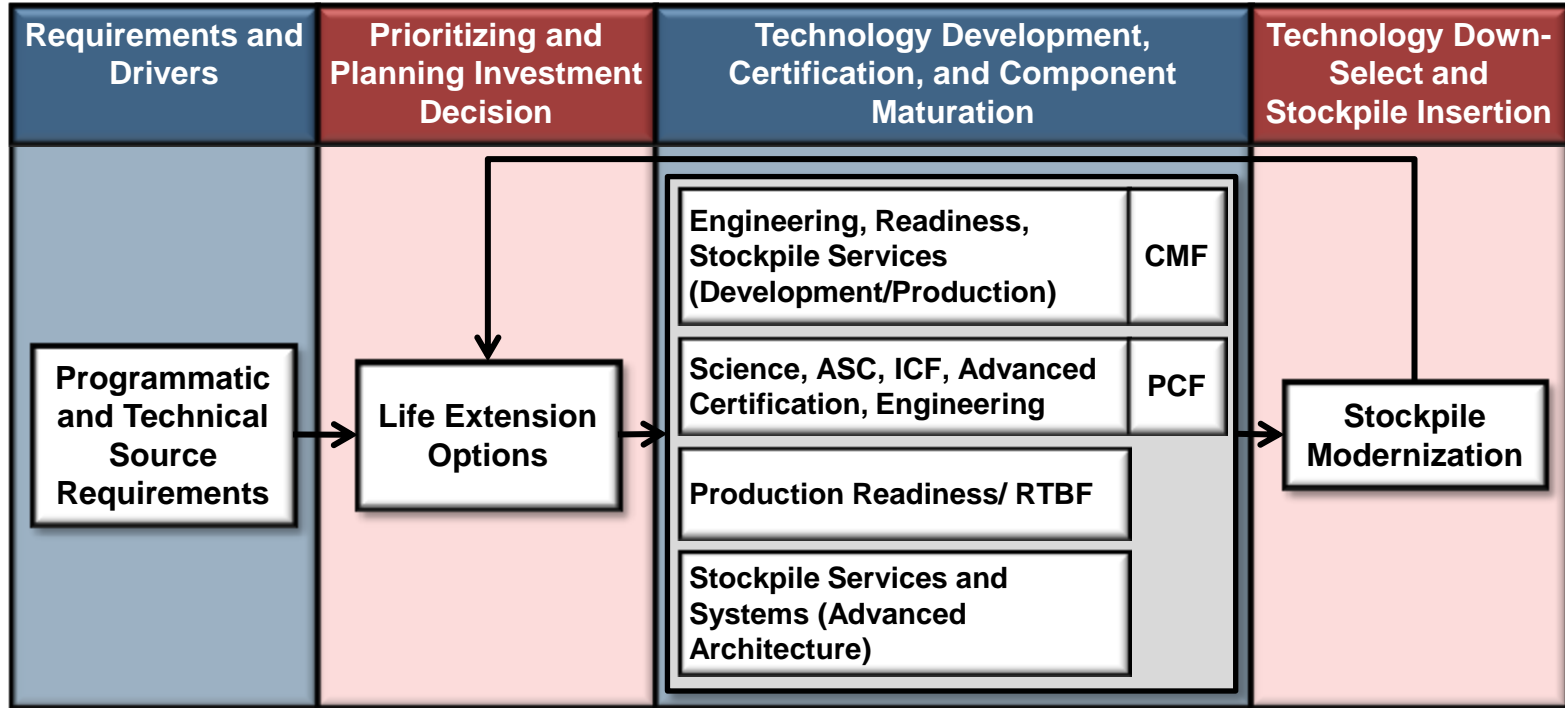 Requirements and
Drivers
Prioritizing and
Planning Investment
Decision
Technology Development,
Certification, and Component
Maturation
Technology Down-
Select and
Stockpile Insertion
Programmatic
and Technical
Source
Requirements
Life Extension
Options
Engineering, Readiness,
Stockpile Services
(Development/Production)
CMF
Science, ASC, ICF, Advanced
Certification, Engineering
PCF
Production Readiness/ RTBF
Stockpile Services and
Systems (Advanced
Architecture)
Stockpile
Modernization